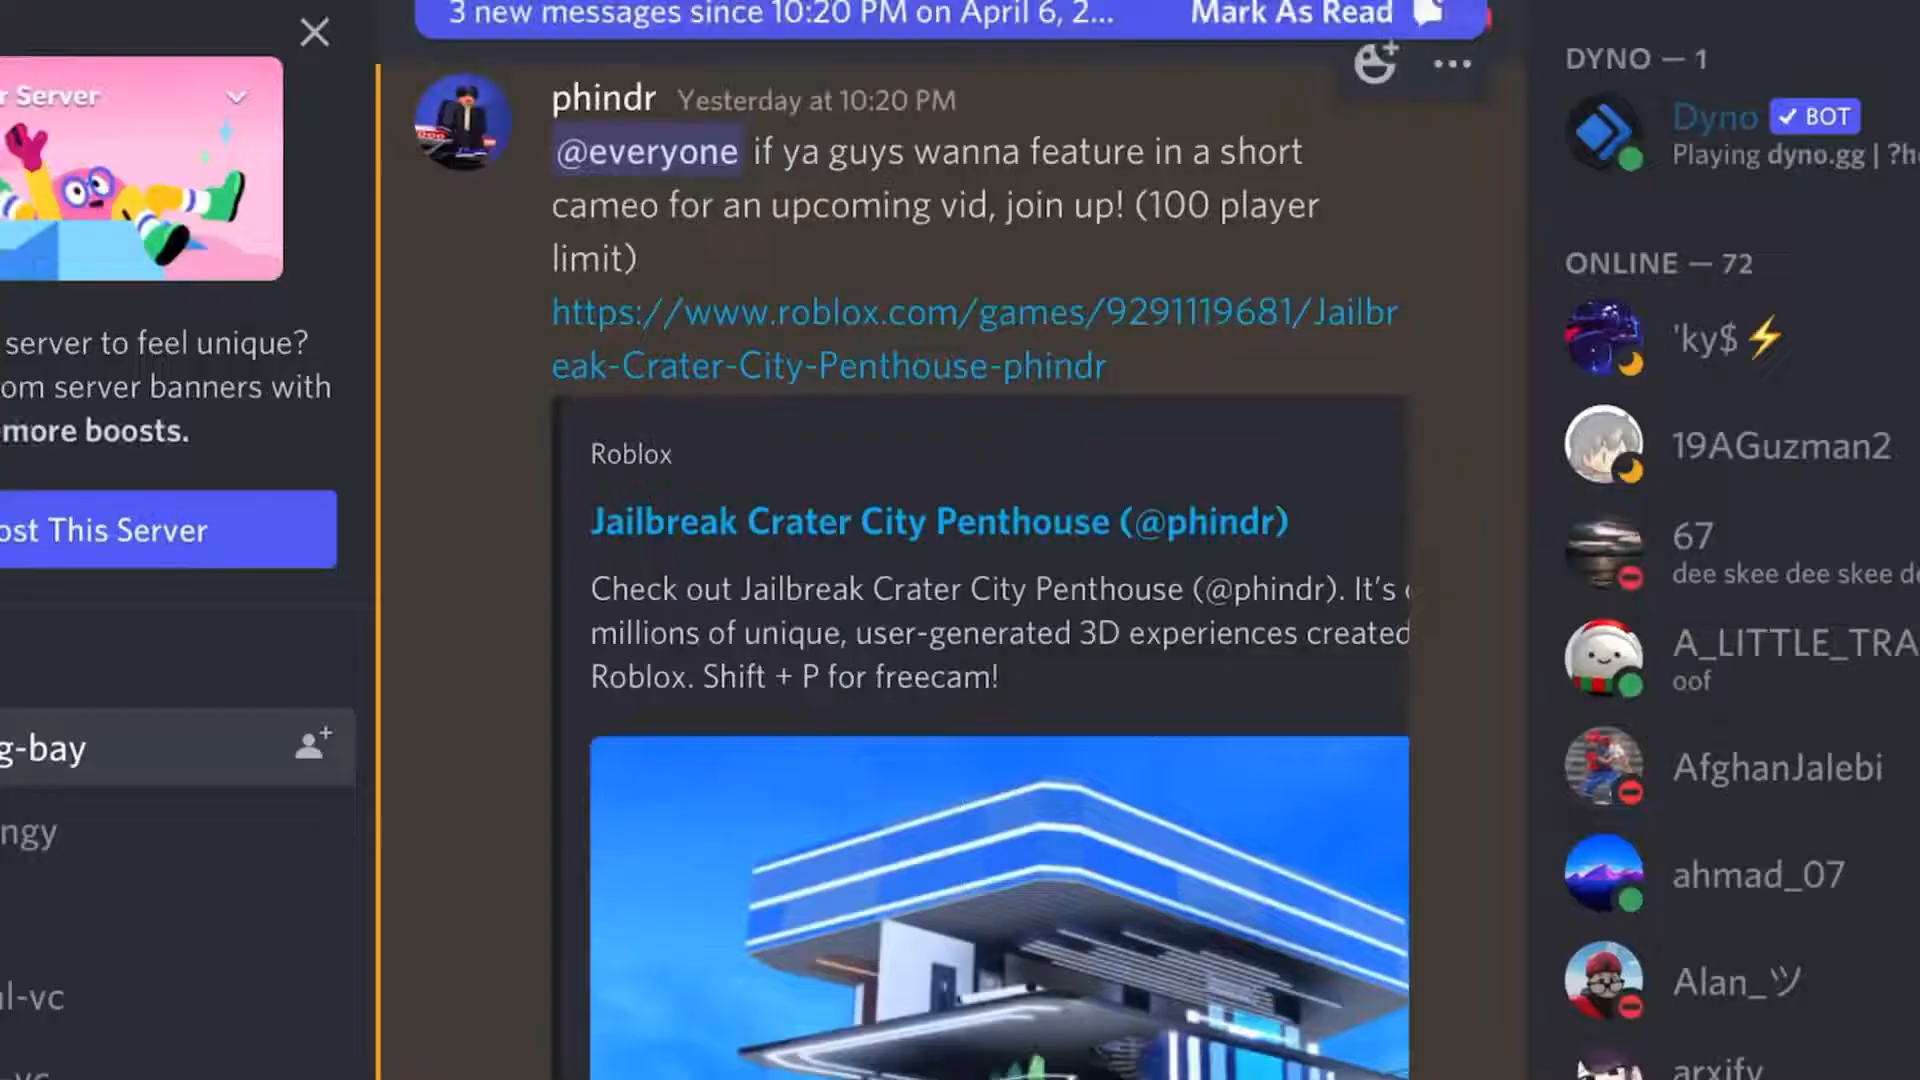 3 new messages since 10:20 PM on April 6, 2...
Mark As Read
r Server
server to feel unique?
om server banners with
more boosts.
ost This Server
g-bay
ngy
l-vc
phindr Yesterday at 10:20 PM
@everyone if ya guys wanna feature in a short
cameo for an upcoming vid, join up! (100 player
limit)
https://www.roblox.com/games/9291119681/Jailbr
eak-Crater-City-Penthouse-phindr
Roblox
Jailbreak Crater City Penthouse (@phindr)
Check out Jailbreak Crater City Penthouse (@phindr). It's
millions of unique, user-generated 3D experiences created
Roblox. Shift + P for freecam!
DYNO — 1
Dyno ✓ BOT
Playing dyno.gg | ?h
ONLINE — 72
'ky$ ⚡
19AGuzman2
67
dee skee dee skee d
A_LITTLE_TRA
oof
AfghanJalebi
ahmad_07
Alan_ツ
arxify